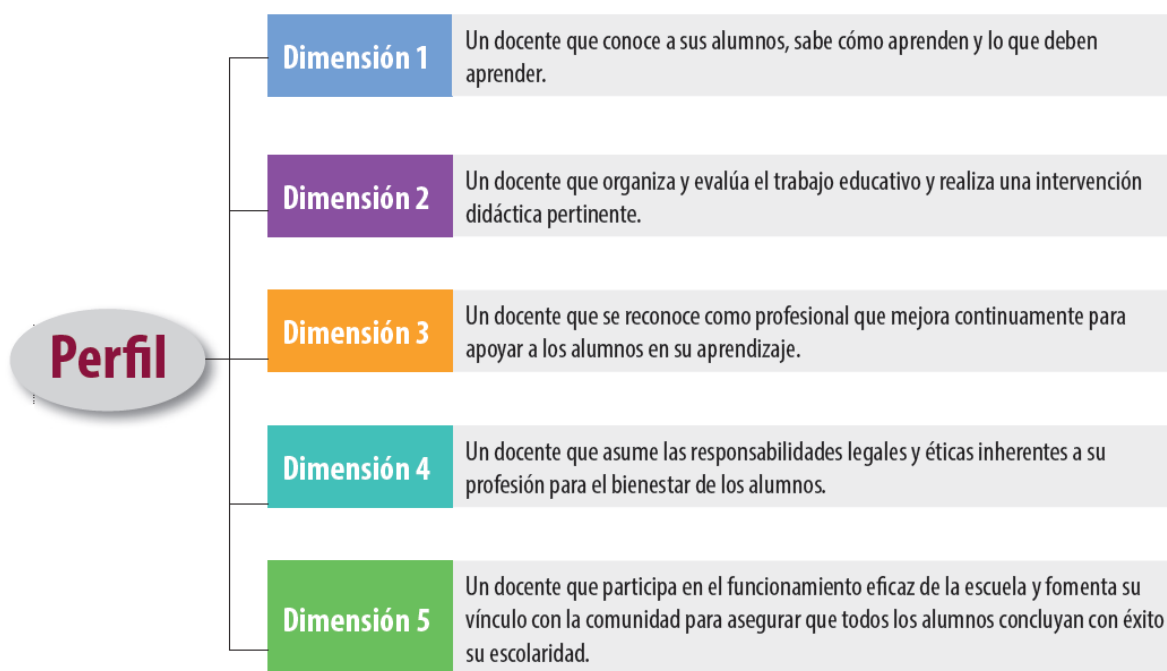 Perfil
Dimensión 1
Un docente que conoce a sus alumnos, sabe cómo aprenden y lo que deben
aprender.
Dimensión 2
Un docente que organiza y evalúa el trabajo educativo y realiza una intervención
didáctica pertinente.
Dimensión 3
Un docente que se reconoce como profesional que mejora continuamente para
apoyar a los alumnos en su aprendizaje.
Dimensión 4
Un docente que asume las responsabilidades legales y éticas inherentes a su
profesión para el bienestar de los alumnos.
Dimensión 5
Un docente que participa en el funcionamiento eficaz de la escuela y fomenta su
vínculo con la comunidad para asegurar que todos los alumnos concluyan con éxito
su escolaridad.